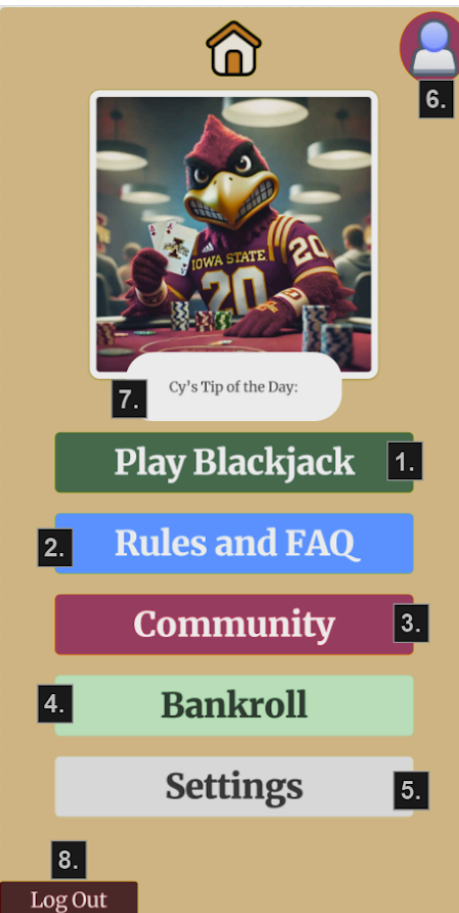 6.
IOWA STATE
20
20
7.
Cy's Tip of the Day:
Play Blackjack
1.
2.
Rules and FAQ
Community
3.
4.
Bankroll
Settings
5.
8.
Log Out